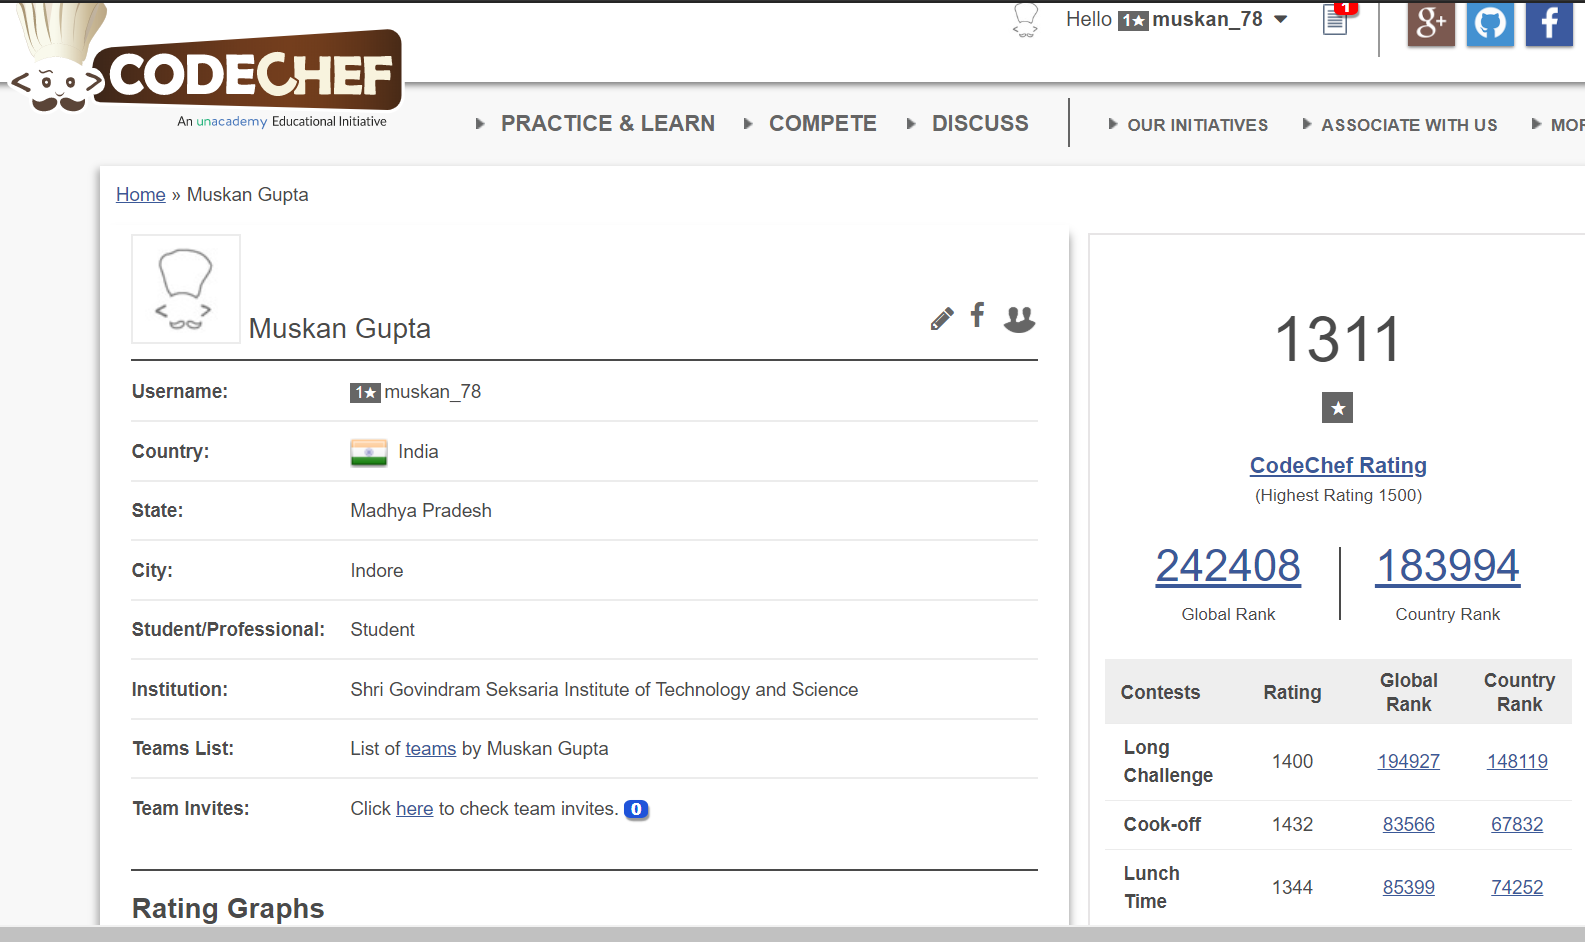 Hello 1★ muskan_78
1
g+
f
CODECHEF
An unacademy Educational Initiative
PRACTICE & LEARN
COMPETE
DISCUSS
OUR INITIATIVES
ASSOCIATE WITH US
Home » Muskan Gupta
Muskan Gupta
f
Username: 1★ muskan_78
Country: India
State: Madhya Pradesh
City: Indore
Student/Professional: Student
Institution: Shri Govindram Seksaria Institute of Technology and Science
Teams List: List of teams by Muskan Gupta
Team Invites: Click here to check team invites. 0
Rating Graphs
1311
★
CodeChef Rating
(Highest Rating 1500)
242408 183994
Global Rank Country Rank
Contests Rating Global Rank Country Rank
Long Challenge 1400 194927 148119
Cook-off 1432 83566 67832
Lunch Time 1344 85399 74252